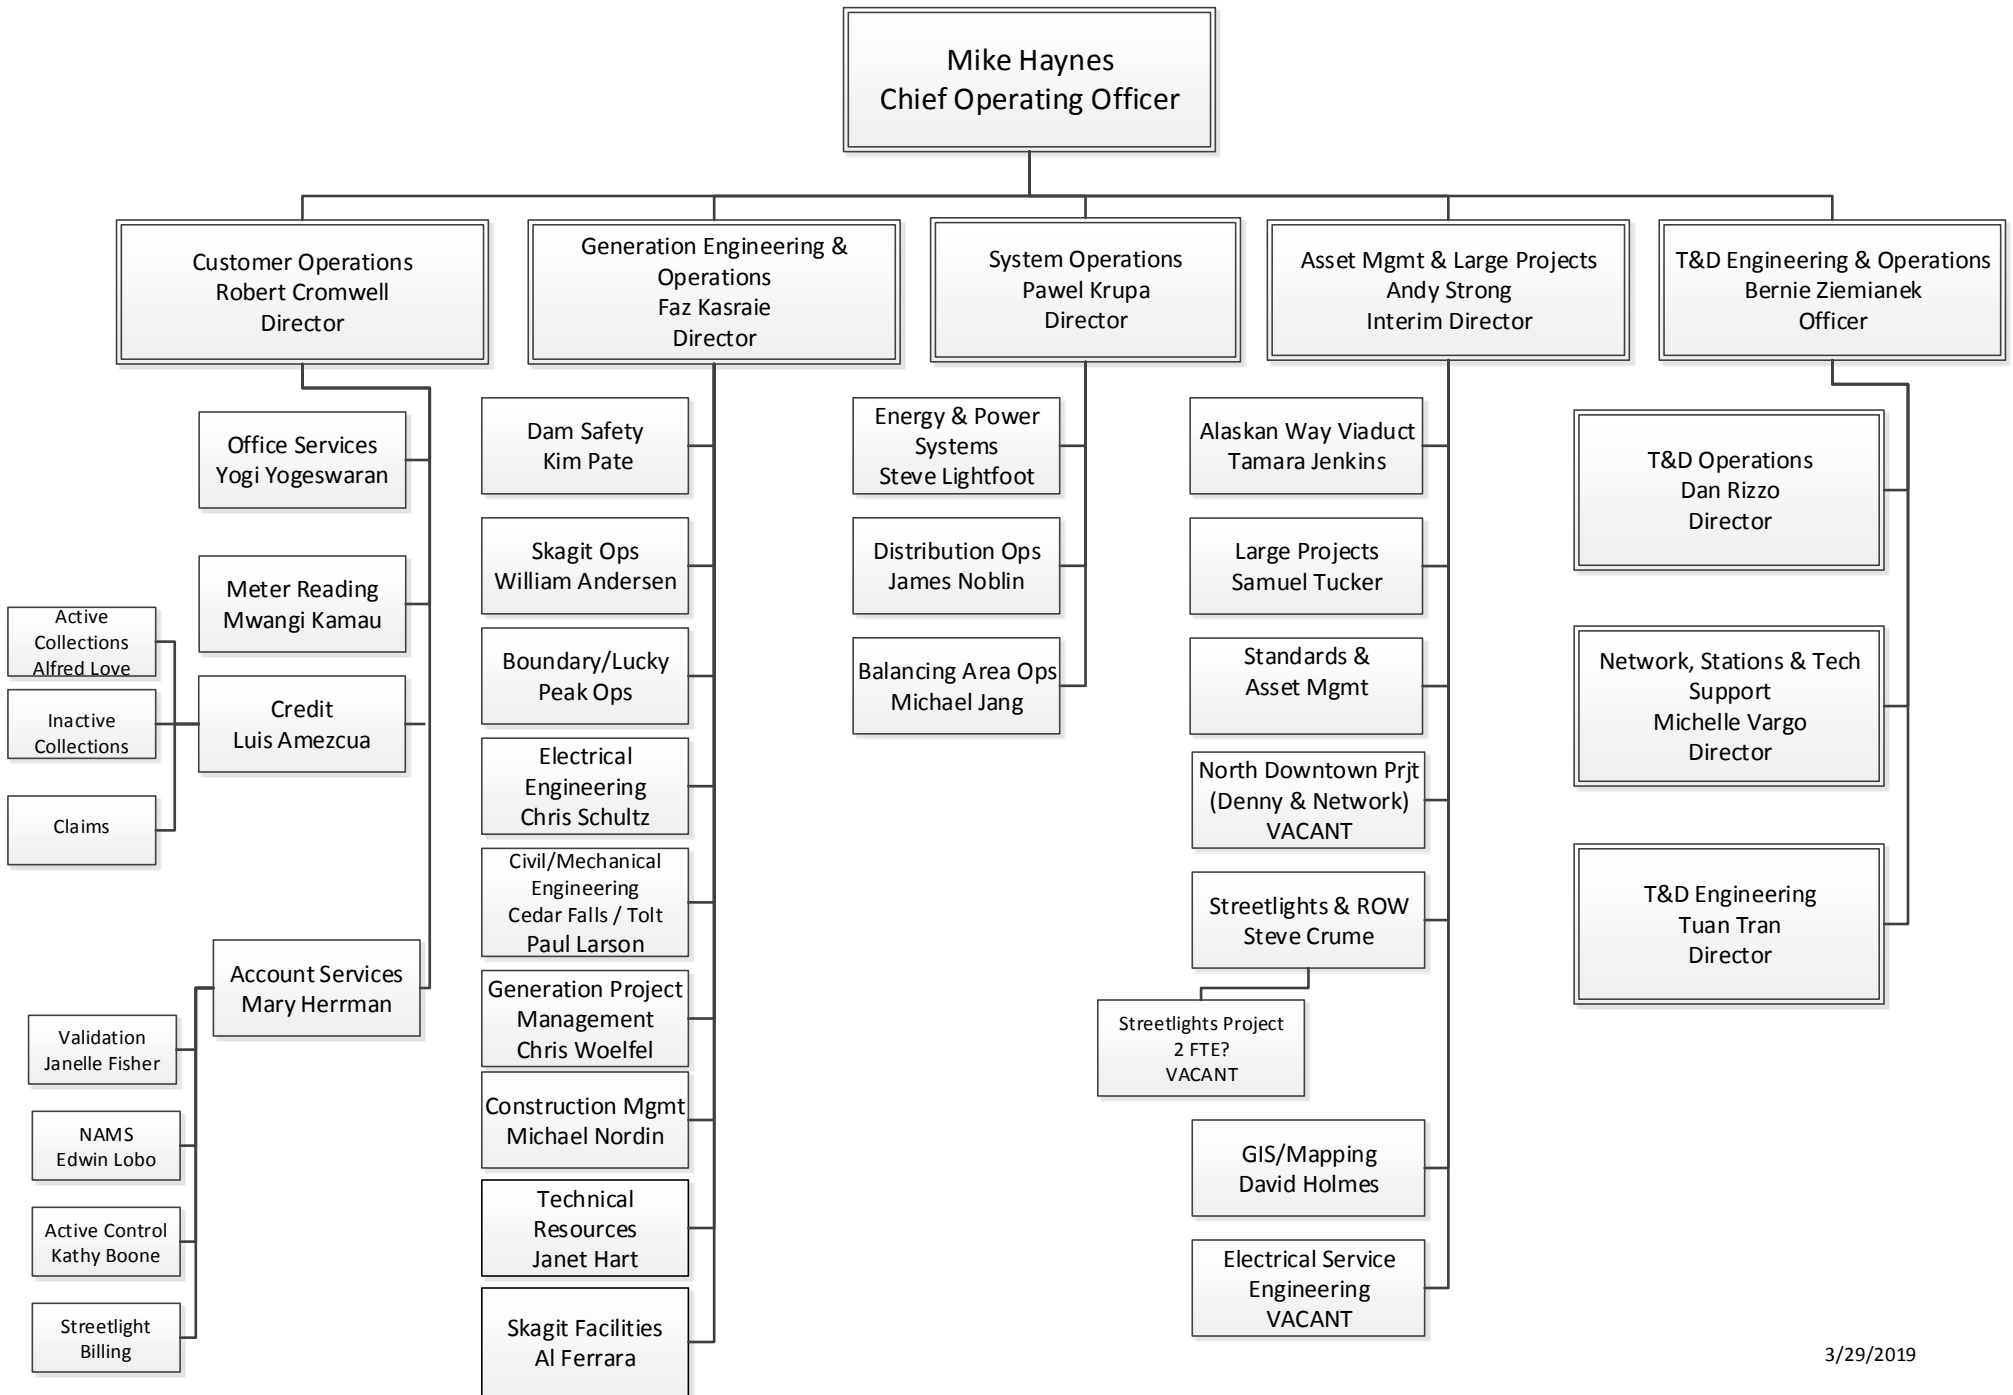 Mike Haynes
Chief Operating Officer
Customer Operations
Robert Cromwell
Director
Generation Engineering &
Operations
Faz Kasraie
Director
System Operations
Pawel Krupa
Director
Asset Mgmt & Large Projects
Andy Strong
Interim Director
T&D Engineering & Operations
Bernie Ziemianek
Officer
Office Services
Yogi Yogeswaran
Meter Reading
Mwangi Kamau
Credit
Luis Amezcua
Active
Collections
Alfred Love
Inactive
Collections
Claims
Account Services
Mary Herrman
Validation
Janelle Fisher
NAMS
Edwin Lobo
Active Control
Kathy Boone
Streetlight
Billing
Dam Safety
Kim Pate
Skagit Ops
William Andersen
Boundary/Lucky
Peak Ops
Electrical
Engineering
Chris Schultz
Civil/Mechanical
Engineering
Cedar Falls / Tolt
Paul Larson
Generation Project
Management
Chris Woelfel
Construction Mgmt
Michael Nordin
Technical
Resources
Janet Hart
Skagit Facilities
Al Ferrara
Energy & Power
Systems
Steve Lightfoot
Distribution Ops
James Noblin
Balancing Area Ops
Michael Jang
Alaskan Way Viaduct
Tamara Jenkins
Large Projects
Samuel Tucker
Standards &
Asset Mgmt
North Downtown Prjt
(Denny & Network)
VACANT
Streetlights & ROW
Steve Crume
Streetlights Project
2 FTE?
VACANT
GIS/Mapping
David Holmes
Electrical Service
Engineering
VACANT
T&D Operations
Dan Rizzo
Director
Network, Stations & Tech
Support
Michelle Vargo
Director
T&D Engineering
Tuan Tran
Director
3/29/2019